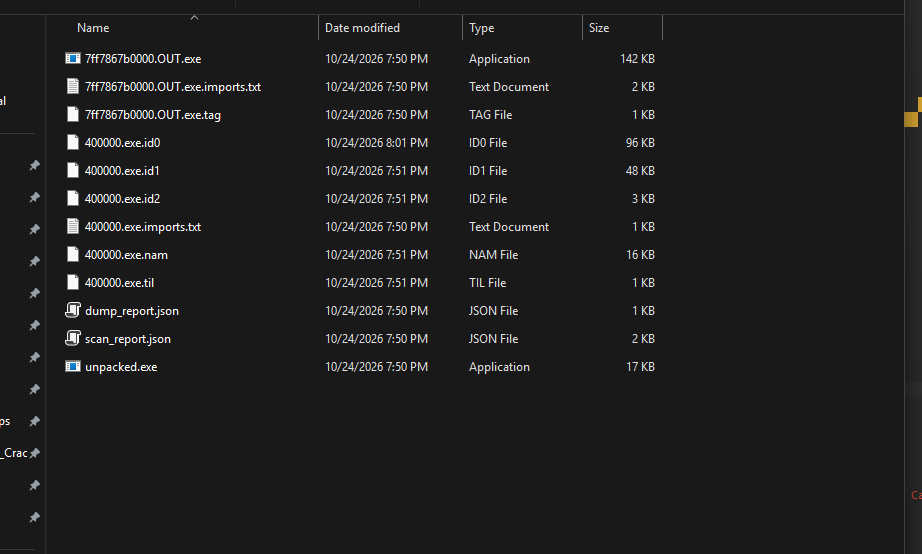 Name Date modified Type Size
7ff7867b0000.OUT.exe 10/24/2026 7:50 PM Application 142 KB
7ff7867b0000.OUT.exe.imports.txt 10/24/2026 7:50 PM Text Document 2 KB
al
7ff7867b0000.OUT.exe.tag 10/24/2026 7:50 PM TAG File 1 KB
400000.exe.id0 10/24/2026 8:01 PM ID0 File 96 KB
400000.exe.id1 10/24/2026 7:51 PM ID1 File 48 KB
400000.exe.id2 10/24/2026 7:51 PM ID2 File 3 KB
400000.exe.imports.txt 10/24/2026 7:50 PM Text Document 1 KB
400000.exe.nam 10/24/2026 7:51 PM NAM File 16 KB
400000.exe.til 10/24/2026 7:51 PM TIL File 1 KB
dump_report.json 10/24/2026 7:50 PM JSON File 1 KB
scan_report.json 10/24/2026 7:50 PM JSON File 2 KB
unpacked.exe 10/24/2026 7:50 PM Application 17 KB
ps
_Crac
Ca